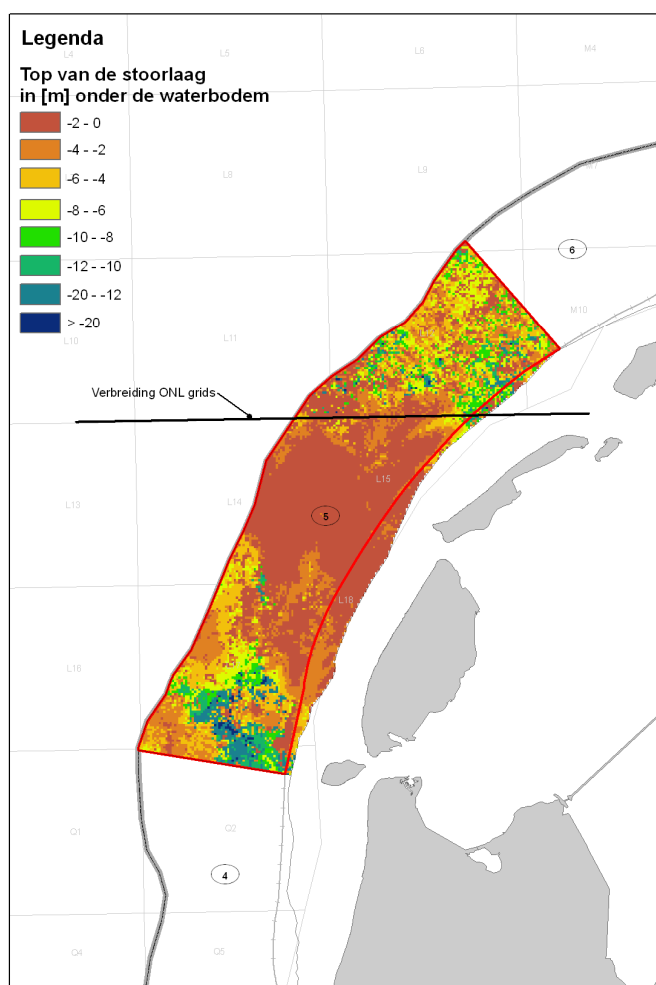 Legenda
Top van de stoorlaag
in [m] onder de waterbodem
-2 - 0
-4 - -2
-6 - -4
-8 - -6
-10 - -8
-12 - -10
-20 - -12
> -20
L4
L5
L6
M4
L8
L9
6
M10
L10
L11
Verbreiding ONL grids
L13
L14
L15
5
L18
L16
Q1
Q2
4
Q4
Q5